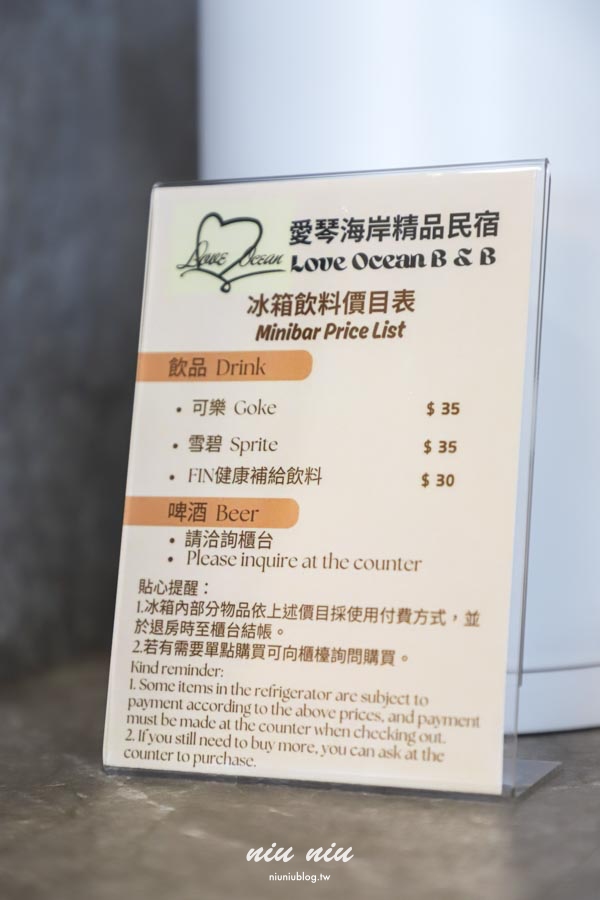 Love Ocean
愛琴海岸精品民宿
Love Ocean B & B
冰箱飲料價目表
Minibar Price List
飲品 Drink
• 可樂 Goke $ 35
• 雪碧 Sprite $ 35
• FIN健康補給飲料 $ 30
啤酒 Beer
• 請洽詢櫃台
• Please inquire at the counter
貼心提醒：
1.冰箱內部分物品依上述價目採使用付費方式，並
於退房時至櫃台結帳。
2.若有需要單點購買可向櫃檯詢問購買。
Kind reminder:
1. Some items in the refrigerator are subject to
payment according to the above prices, and payment
must be made at the counter when checking out.
2. If you still need to buy more, you can ask at the
counter to purchase.
niu niu
niuniublog.tw